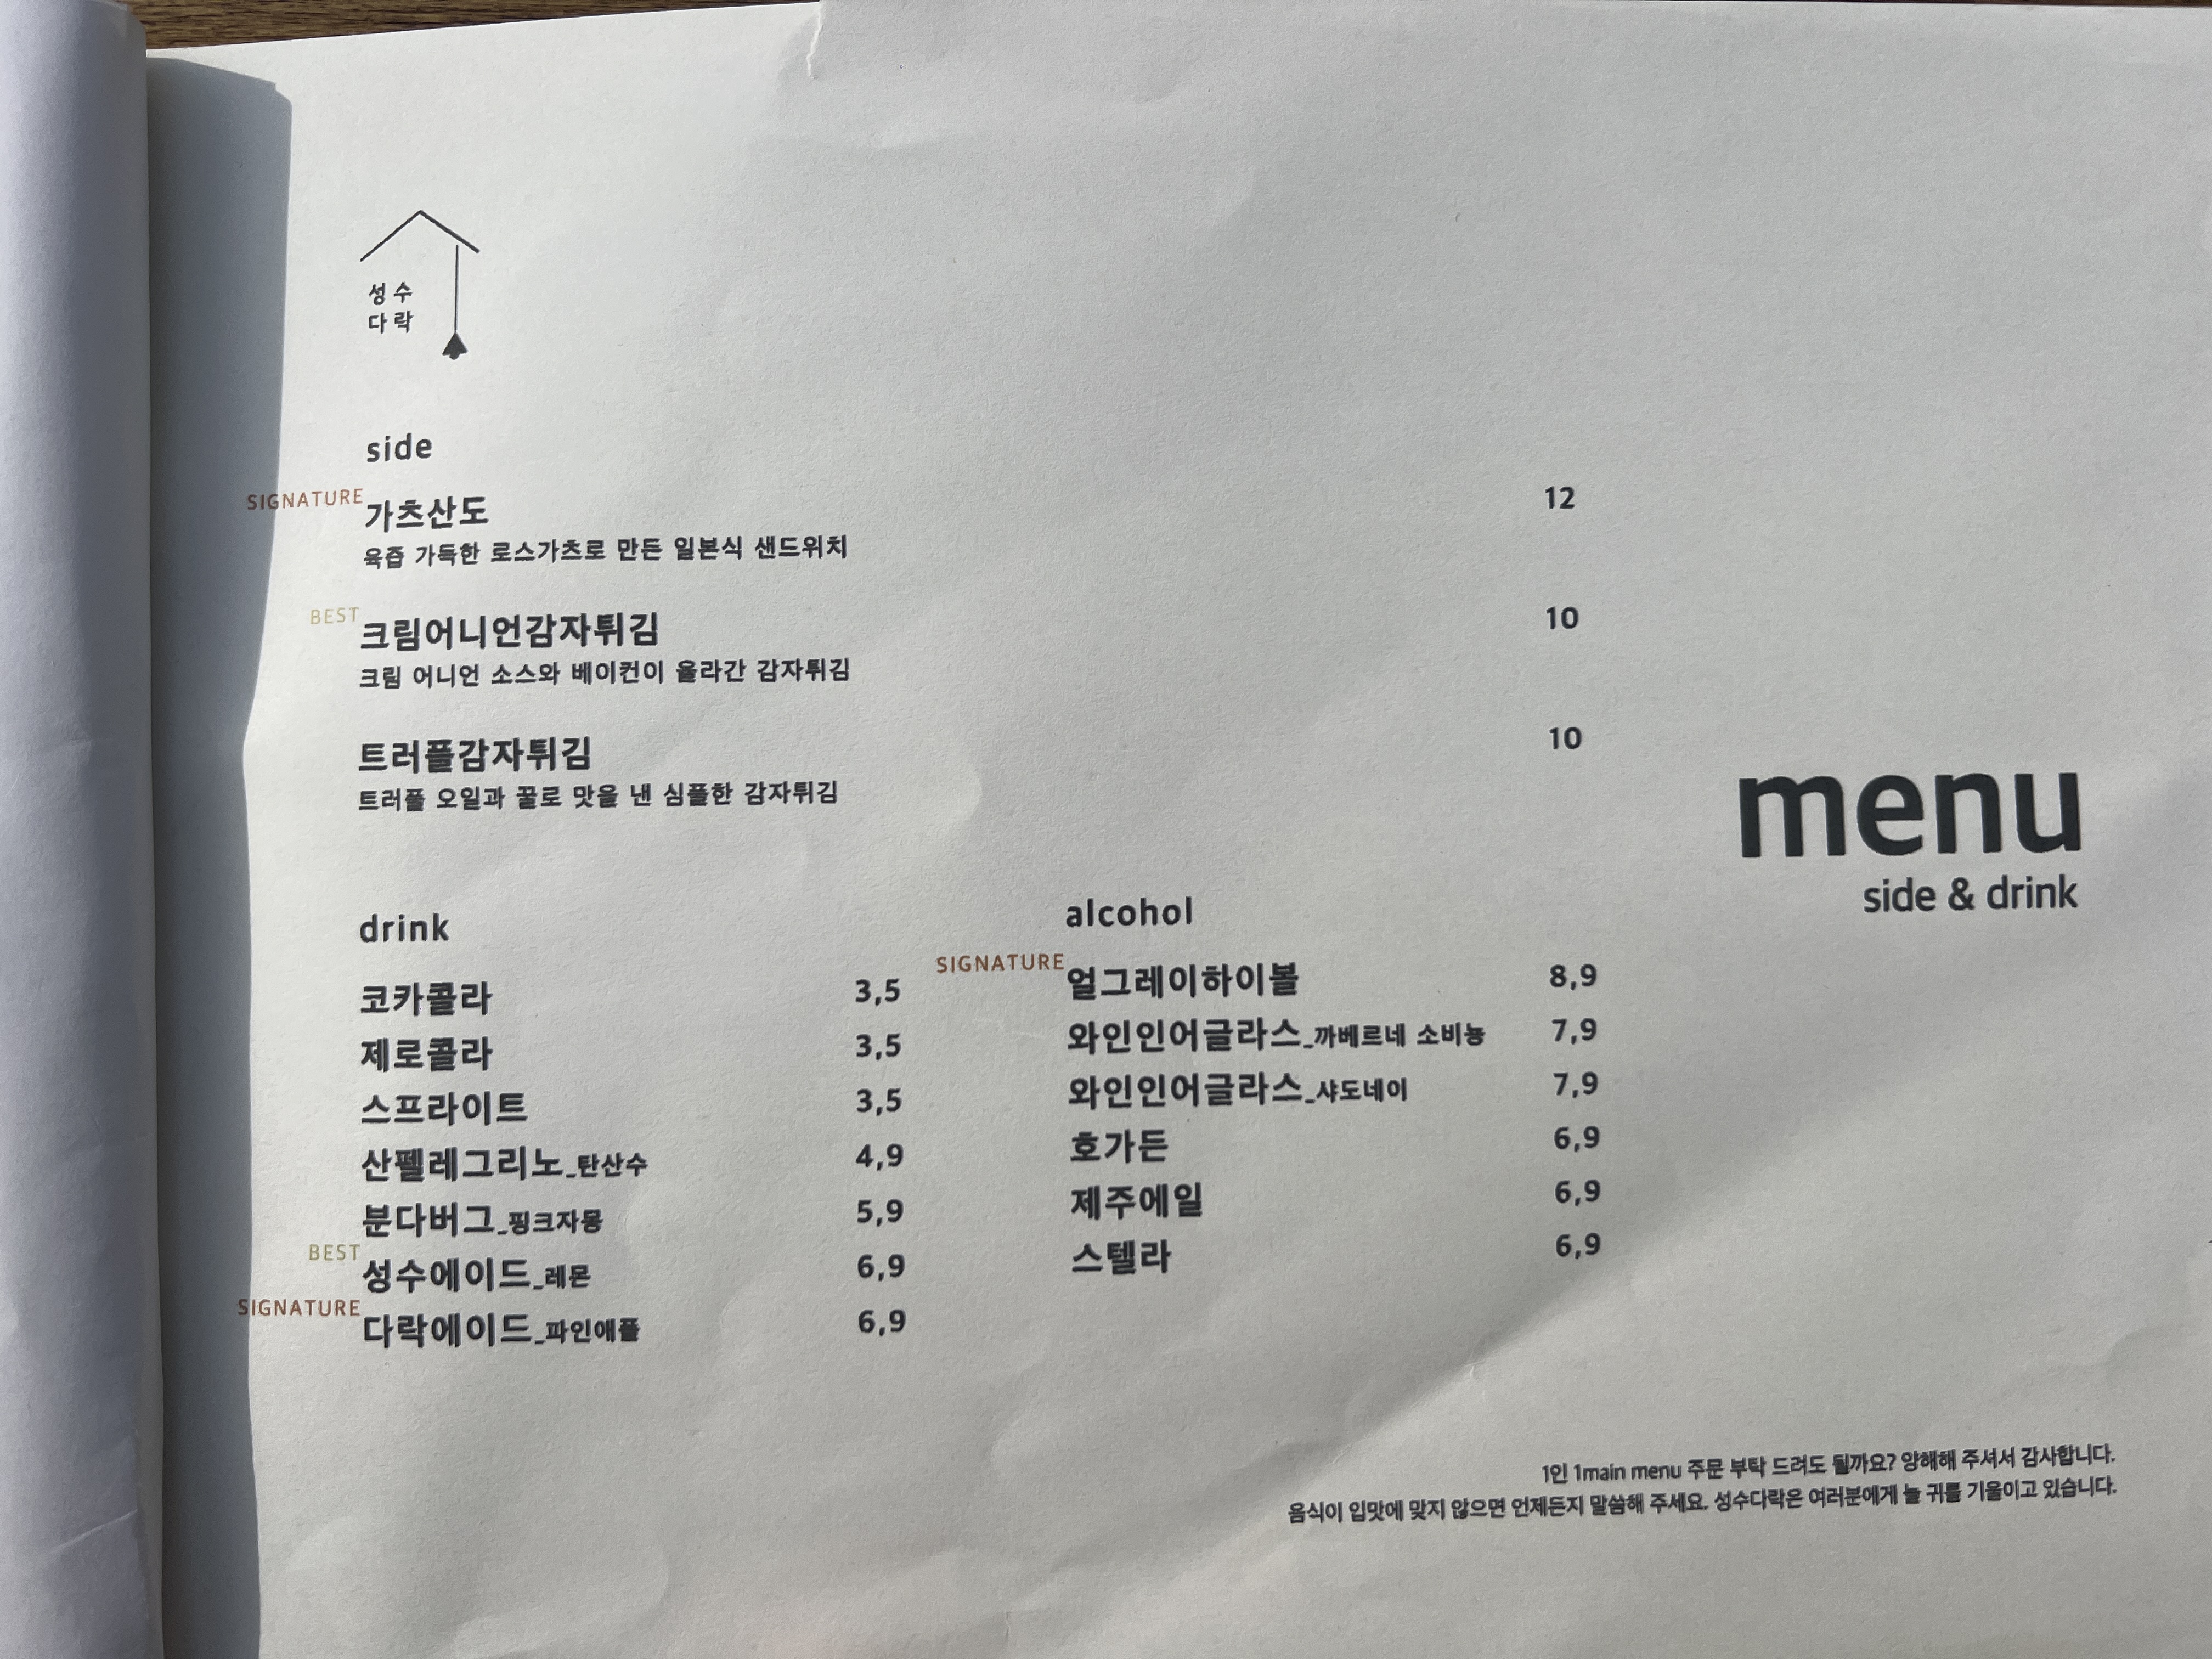 성수
다락
side
SIGNATURE
가츠산도 12
육즙 가득한 로스가츠로 만든 일본식 샌드위치
BEST
크림어니언감자튀김 10
크림 어니언 소스와 베이컨이 올라간 감자튀김
트러플감자튀김 10
트러플 오일과 꿀로 맛을 낸 심플한 감자튀김
menu
side & drink
drink
코카콜라 3,5
제로콜라 3,5
스프라이트 3,5
산펠레그리노_탄산수 4,9
분다버그_핑크자몽 5,9
BEST
성수에이드_레몬 6,9
SIGNATURE
다락에이드_파인애플 6,9
alcohol
SIGNATURE
얼그레이하이볼 8,9
와인인어글라스_까베르네 소비뇽 7,9
와인인어글라스_샤도네이 7,9
호가든 6,9
제주에일 6,9
스텔라 6,9
1인 1main menu 주문 부탁 드려도 될까요? 양해해 주셔서 감사합니다.
음식이 입맛에 맞지 않으면 언제든지 말씀해 주세요. 성수다락은 여러분에게 늘 귀를 기울이고 있습니다.